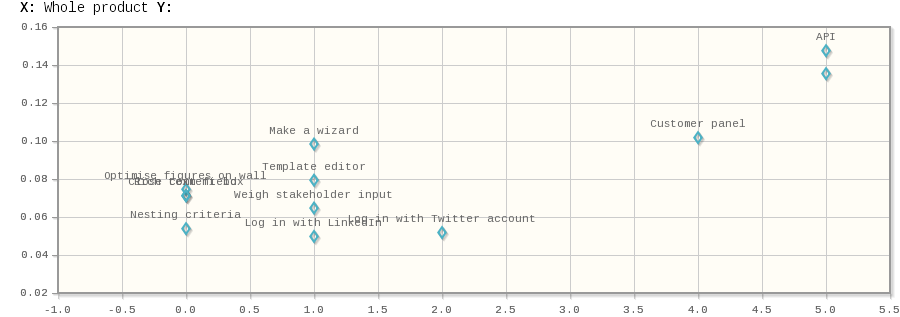 X: Whole product Y:
0.16
API
0.14
0.12
Make a wizard
Customer panel
0.10
Template editor
Optimise figures on wall
0.08
Weigh stakeholder input
Nesting criteria
Log in with Twitter account
0.06
Log in with LinkedIn
0.04
0.02
-1.0 -0.5 0.0 0.5 1.0 1.5 2.0 2.5 3.0 3.5 4.0 4.5 5.0 5.5